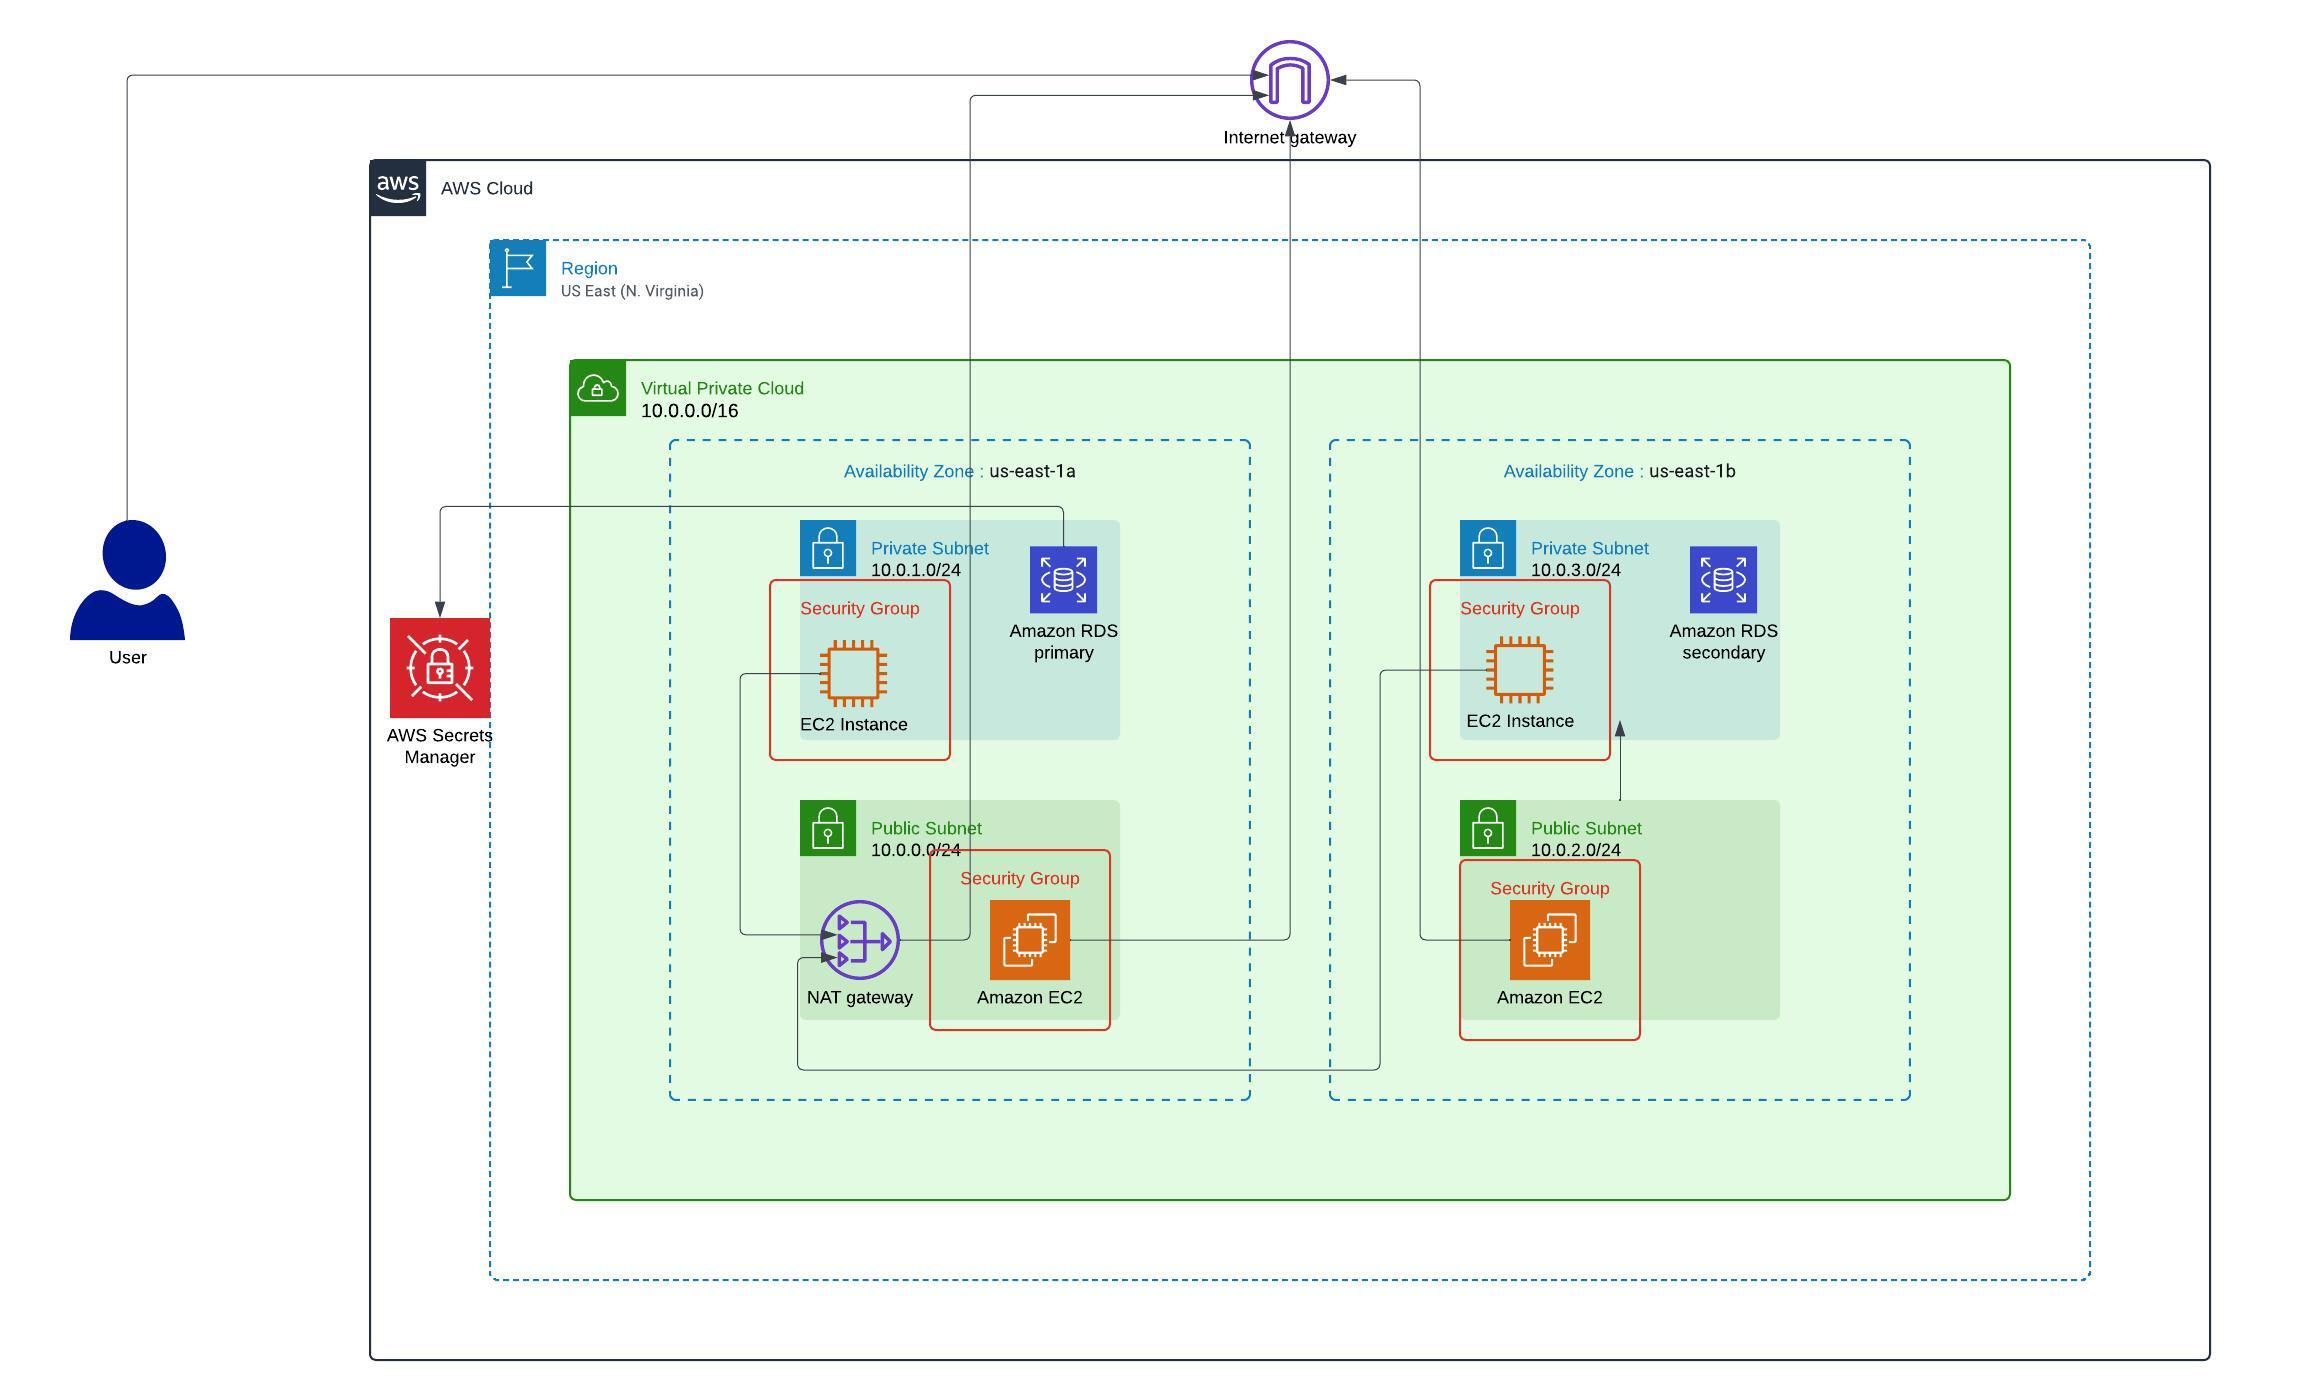 Internet gateway
aws
AWS Cloud
Region
US East (N. Virginia)
Virtual Private Cloud
10.0.0.0/16
Availability Zone : us-east-1a
Private Subnet
10.0.1.0/24
Security Group
EC2 Instance
Amazon RDS
primary
Public Subnet
10.0.0.0/24
Security Group
NAT gateway
Amazon EC2
Availability Zone : us-east-1b
Private Subnet
10.0.3.0/24
Security Group
EC2 Instance
Amazon RDS
secondary
Public Subnet
10.0.2.0/24
Security Group
Amazon EC2
User
AWS Secrets
Manager